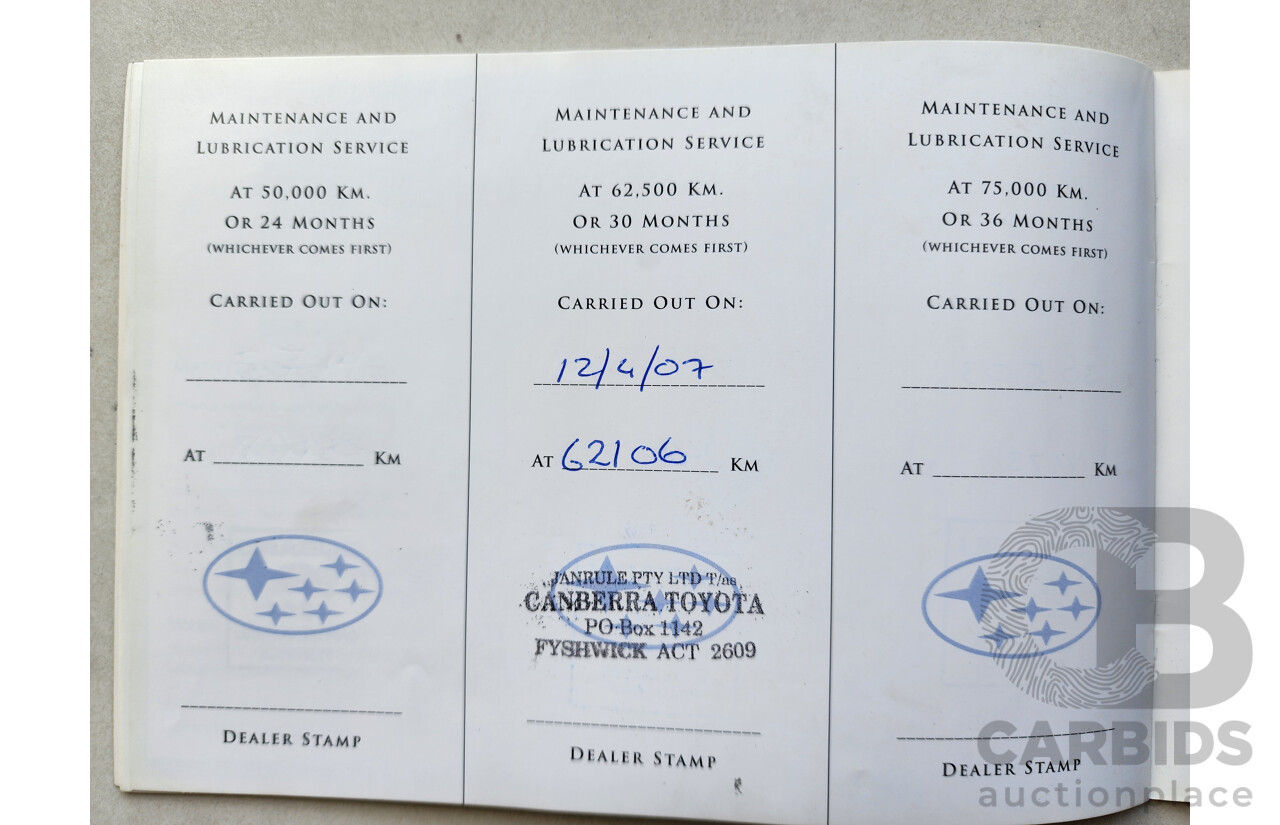 MAINTENANCE AND
LUBRICATION SERVICE
AT 50,000 KM.
OR 24 MONTHS
(WHICHEVER COMES FIRST)
CARRIED OUT ON:
AT ________________ KM
DEALER STAMP
MAINTENANCE AND
LUBRICATION SERVICE
AT 62,500 KM.
OR 30 MONTHS
(WHICHEVER COMES FIRST)
CARRIED OUT ON:
12/4/07
AT 62106 KM
JANRULE PTY LTD T/as
CANBERRA TOYOTA
PO Box 1142
FYSHWICK ACT 2609
DEALER STAMP
MAINTENANCE AND
LUBRICATION SERVICE
AT 75,000 KM.
OR 36 MONTHS
(WHICHEVER COMES FIRST)
CARRIED OUT ON:
AT ________________ KM
DEALER STAMP
CARBIDS
auctionplace